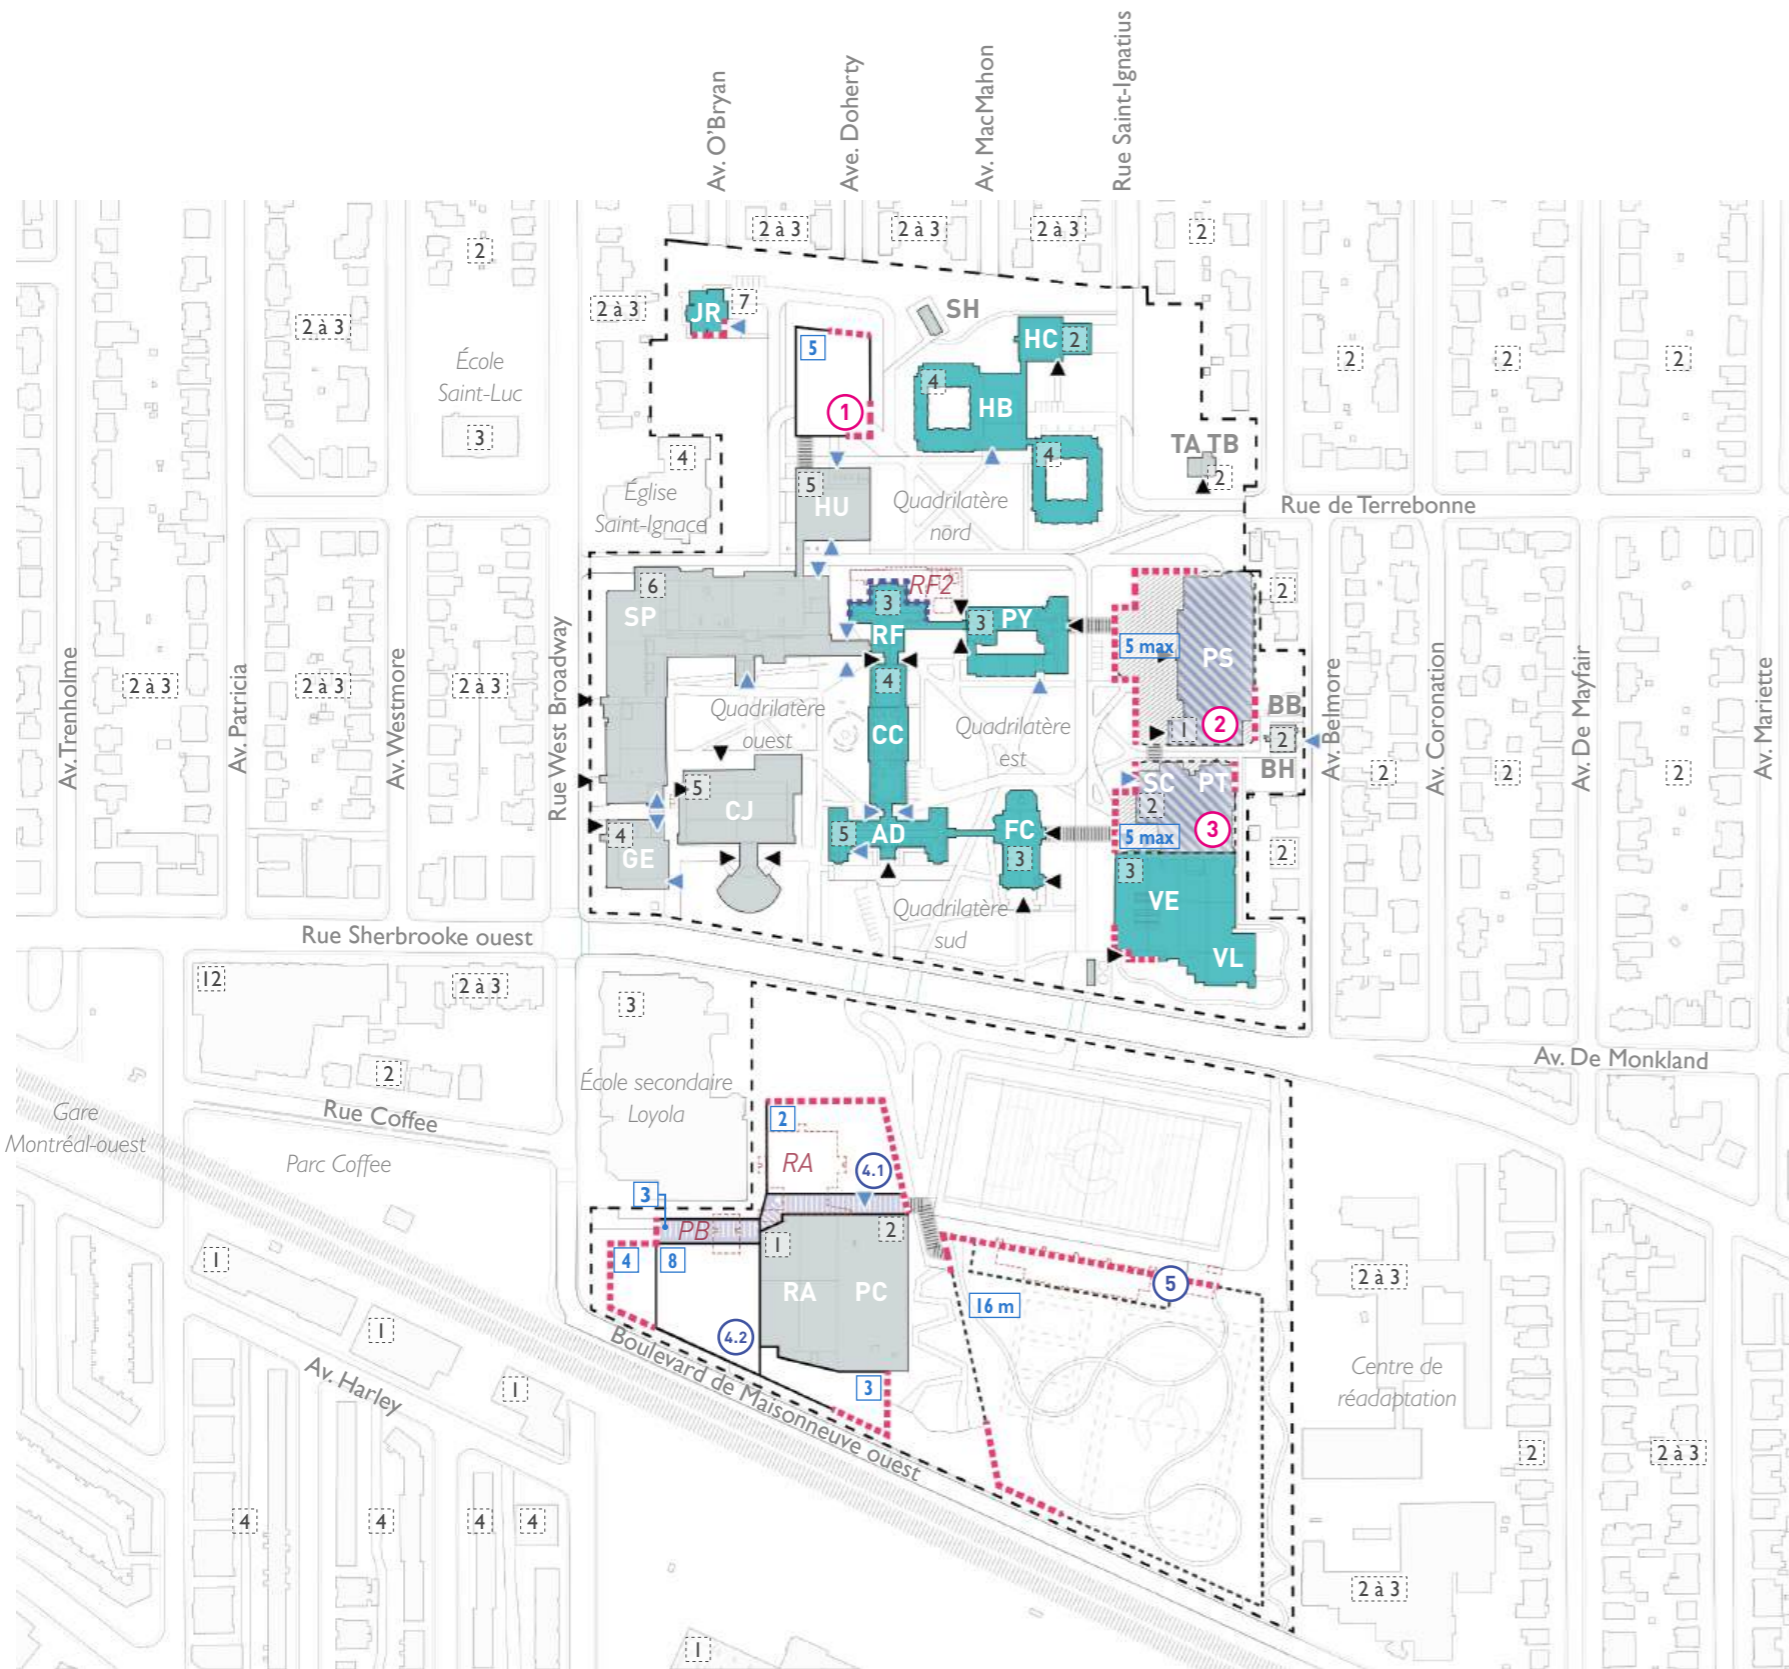 Av. O'Bryan
Ave. Doherty
Av. MacMahon
Rue Saint-Ignatius
2 à 3
2 à 3
2 à 3
2
2
2 à 3
2 à 3
JR
7
SH
HC
2
5
1
4
HB
4
École
Saint-Luc
3
2
2
2
4
Église
Saint-Ignace
5
HU
Quadrilatère
nord
TA
TB
2
Rue de Terrebonne
6
SP
3
RF2
RF
4
3
PY
5 max
PS
2
2
1
2
BB
2
BH
Av. Trenholme
2 à 3
Av. Patricia
2 à 3
Av. Westmore
2 à 3
Rue West Broadway
Quadrilatère
ouest
CC
Quadrilatère
est
Av. Belmore
2
Av. Coronation
2
Av. De Mayfair
2
Av. Mariette
5
CJ
4
GE
5
AD
FC
3
SC
PT
2
5 max
3
2
3
VE
VL
Quadrilatère
sud
Rue Sherbrooke ouest
12
2 à 3
3
2
Av. De Monkland
Gare
Montréal-ouest
Rue Coffee
Parc Coffee
École secondaire
Loyola
2
RA
4.1
3
PB
4
8
1
2
RA
PC
4.2
3
5
16 m
2 à 3
Centre de
réadaptation
1
1
1
Av. Harley
Boulevard de Maisonneuve ouest
4
4
4
4
2
2 à 3
2 à 3
1